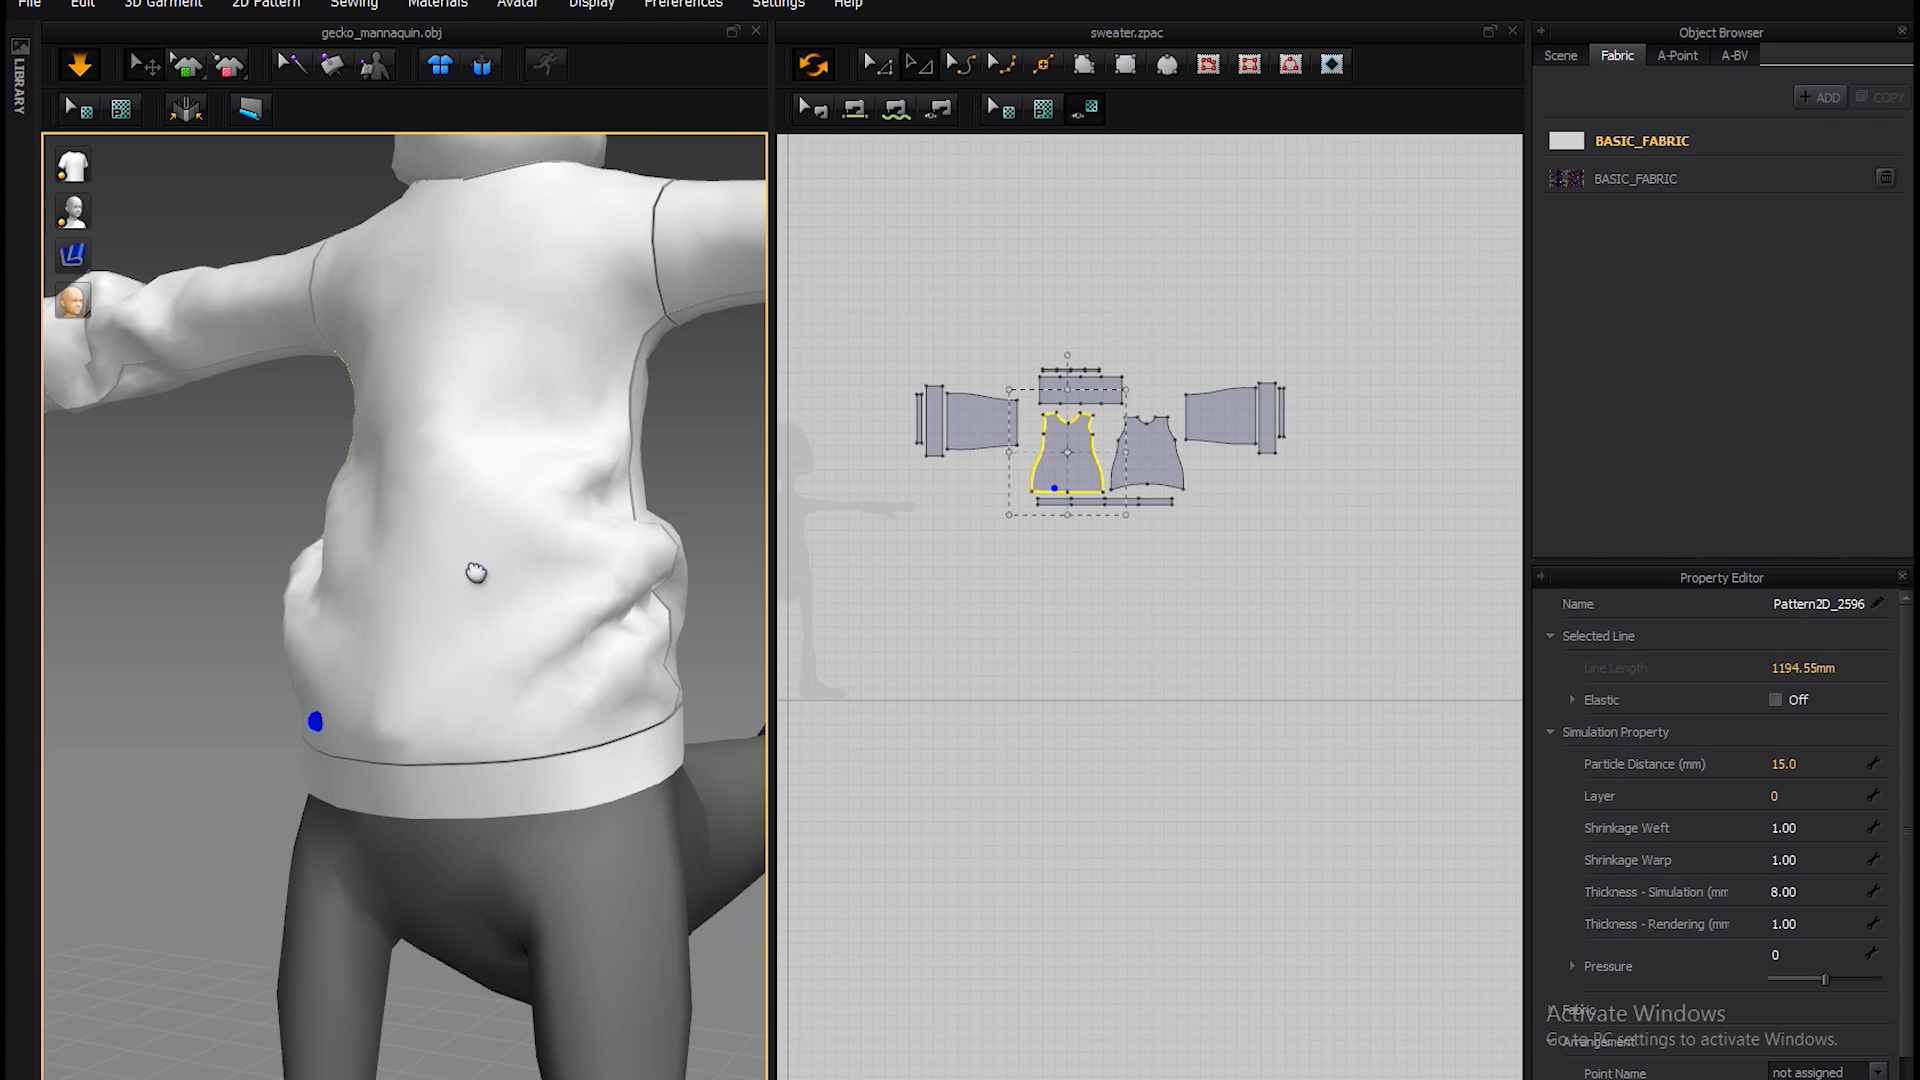 File Edit 3D Garment 2D Pattern Sewing Materials Avatar Display Preferences Settings Help
gecko_mannaquin.obj
sweater.zpac
Object Browser
LIBRARY
Scene Fabric A-Point A-BV
+ ADD COPY
BASIC_FABRIC
BASIC_FABRIC
Property Editor
Name Pattern2D_2596
Selected Line
Line Length 1194.55mm
Elastic Off
Simulation Property
Particle Distance (mm) 15.0
Layer 0
Shrinkage Weft 1.00
Shrinkage Warp 1.00
Thickness - Simulation (mm 8.00
Thickness - Rendering (mm 1.00
Pressure 0
Fabric
Activate Windows
Go to PC settings to activate Windows.
Arrangement
Point Name not assigned